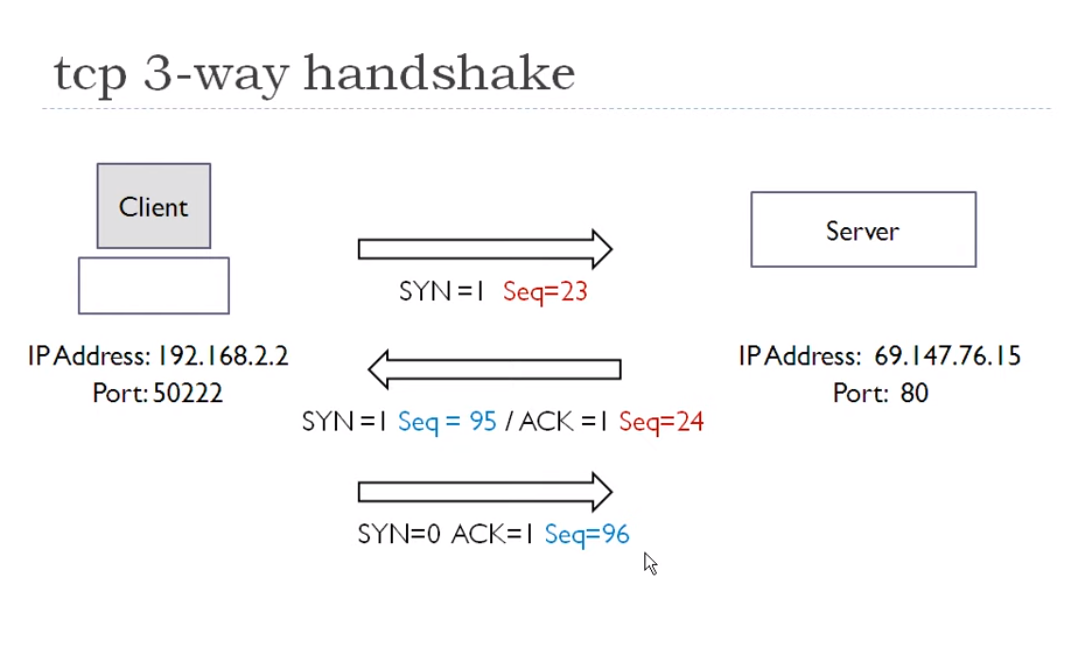 tcp 3-way handshake
Client
Server
SYN =1 Seq=23
IP Address: 192.168.2.2
Port: 50222
IP Address: 69.147.76.15
Port: 80
SYN =1 Seq = 95 / ACK =1 Seq=24
SYN=0 ACK=1 Seq=96